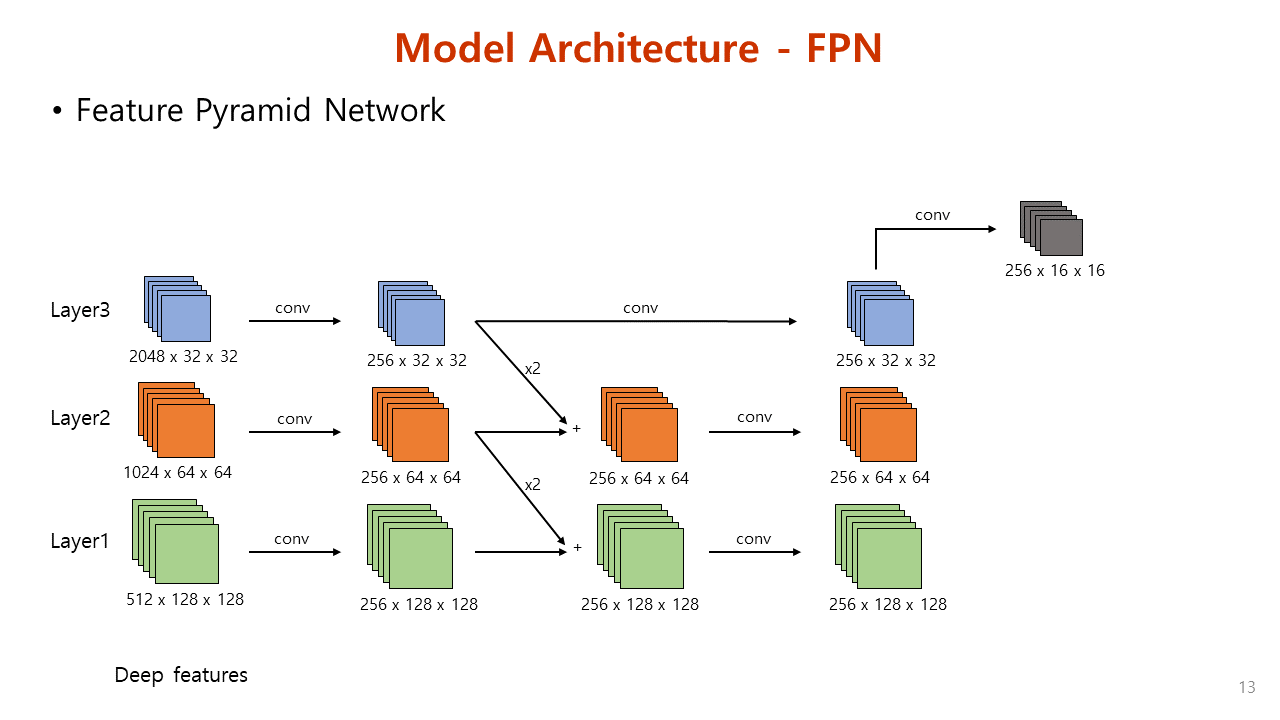 Model Architecture - FPN
• Feature Pyramid Network
conv
256 x 16 x 16
Layer3
conv
conv
2048 x 32 x 32
256 x 32 x 32
256 x 32 x 32
x2
Layer2
conv
+
conv
1024 x 64 x 64
256 x 64 x 64
256 x 64 x 64
256 x 64 x 64
x2
Layer1
conv
+
conv
512 x 128 x 128
256 x 128 x 128
256 x 128 x 128
256 x 128 x 128
Deep features
13